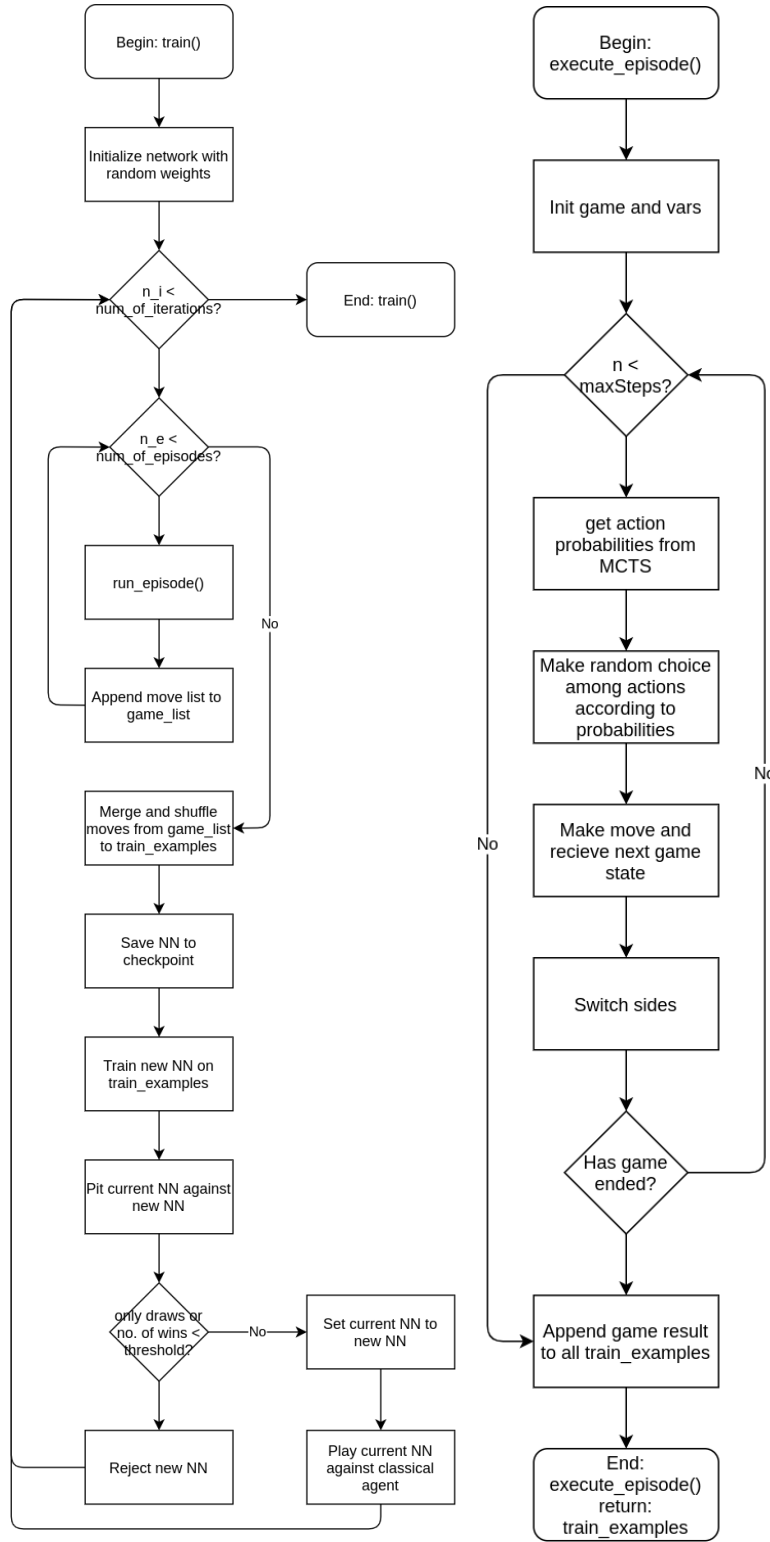 Begin: train()
Initialize network with
random weights
n_i <
num_of_iterations?
End: train()
n_e <
num_of_episodes?
run_episode()
No
Append move list to
game_list
Merge and shuffle
moves from game_list
to train_examples
Save NN to
checkpoint
Train new NN on
train_examples
Pit current NN against
new NN
only draws or
no. of wins <
threshold?
No
Set current NN to
new NN
Reject new NN
Play current NN
against classical
agent
Begin:
execute_episode()
Init game and vars
n <
maxSteps?
get action
probabilities from
MCTS
Make random choice
among actions
according to
probabilities
No
Make move and
recieve next game
state
No
Switch sides
Has game
ended?
Append game result
to all train_examples
End:
execute_episode()
return:
train_examples